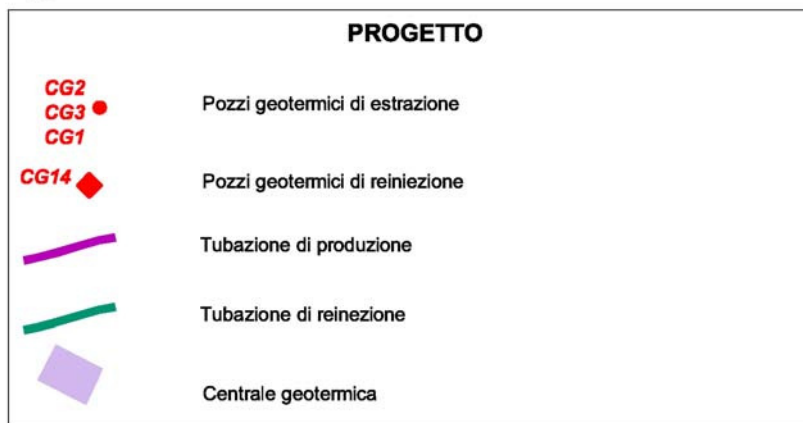 PROGETTO
CG2
CG3
CG1
Pozzi geotermici di estrazione
CG14
Pozzi geotermici di reiniezione
Tubazione di produzione
Tubazione di reinezione
Centrale geotermica